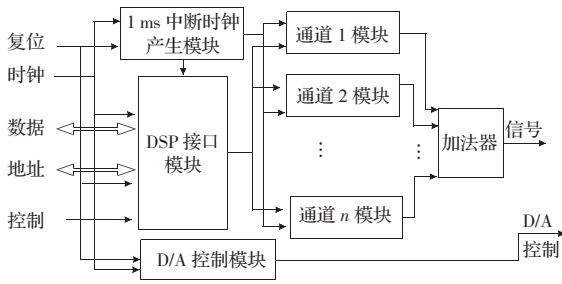 复位
时钟
数据
地址
控制
1 ms 中断时钟
产生模块
DSP 接口
模块
D/A 控制模块
通道 1 模块
通道 2 模块
⋮
通道 n 模块
⋮
加法器
信号
D/A
控制